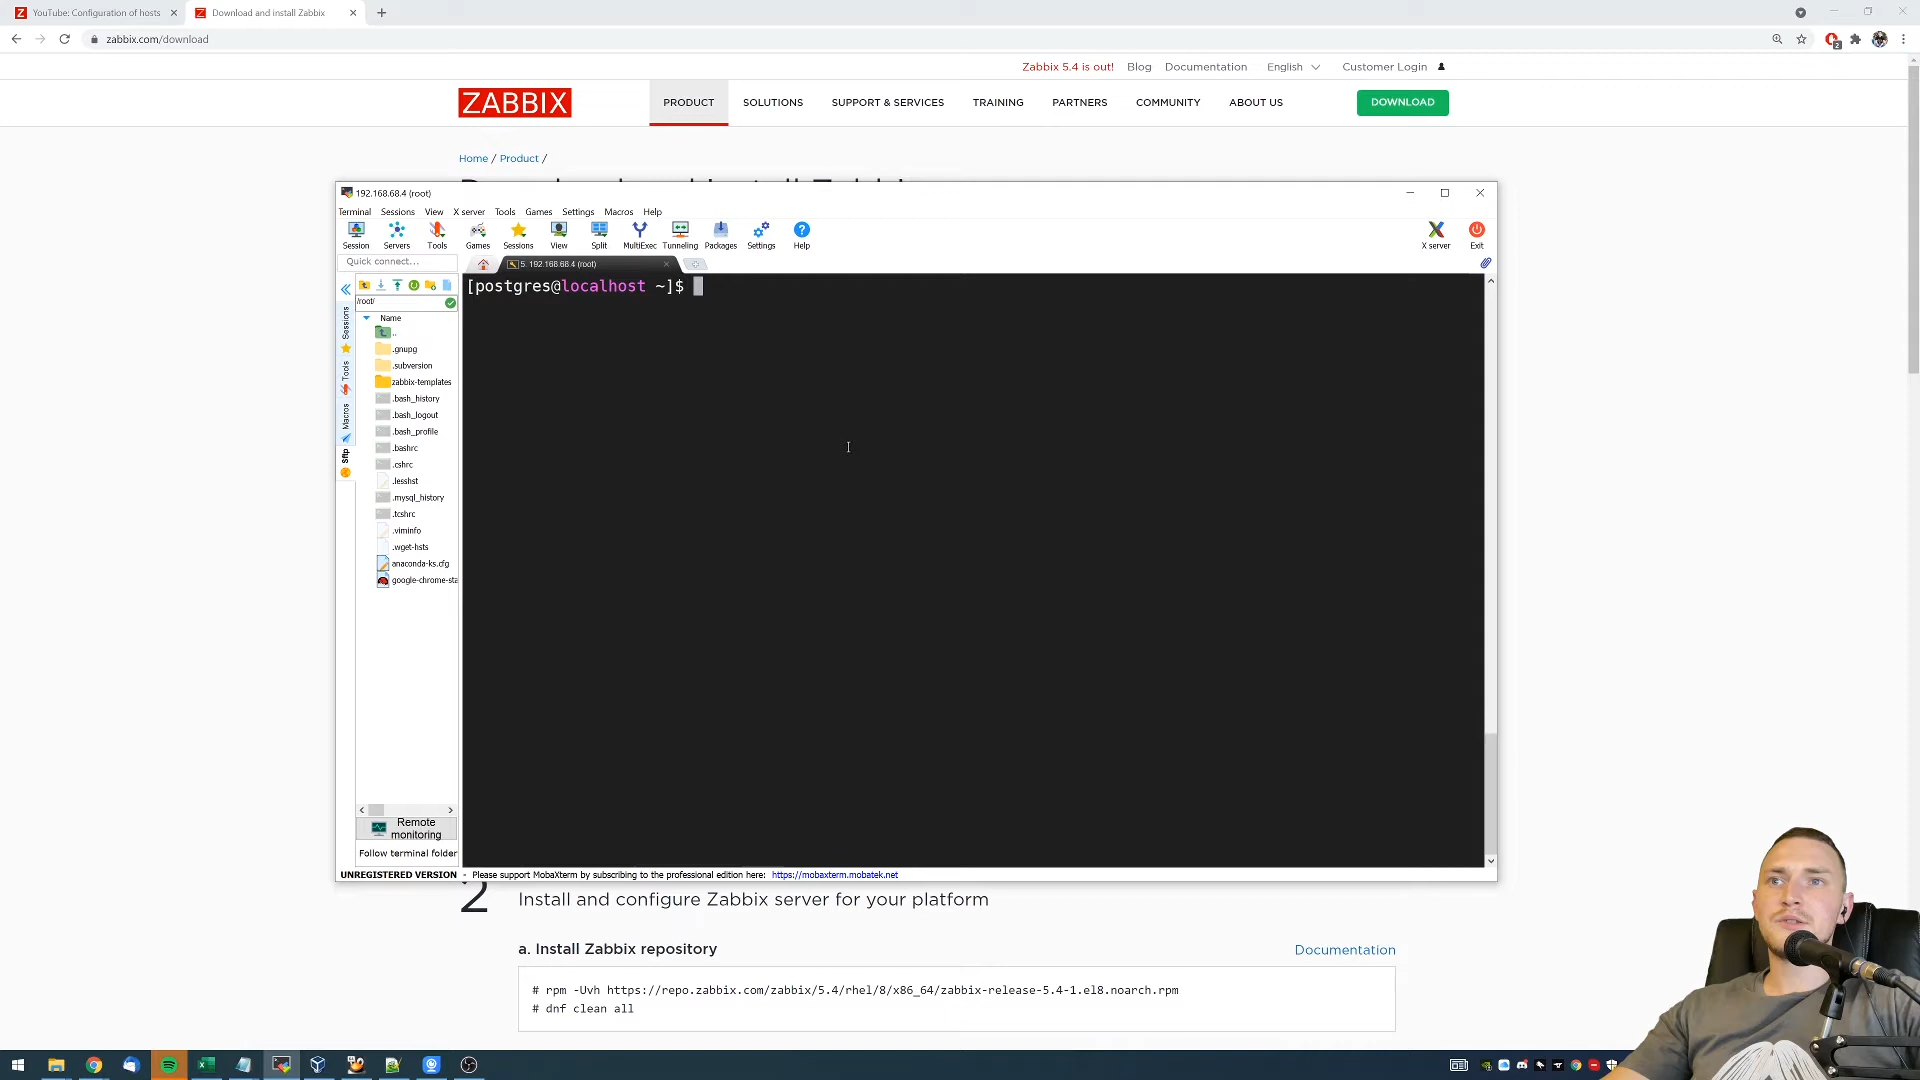 YouTube: Configuration of hosts
Download and install Zabbix
zabbix.com/download
Zabbix 5.4 is out! Blog Documentation English Customer Login
ZABBIX
PRODUCT SOLUTIONS SUPPORT & SERVICES TRAINING PARTNERS COMMUNITY ABOUT US DOWNLOAD
Home / Product /
192.168.68.4 (root)
Terminal Sessions View X server Tools Games Settings Macros Help
Session Servers Tools Games Sessions View Split MultiExec Tunneling Packages Settings Help X server Exit
Quick connect...
5. 192.168.68.4 (root)
[postgres@localhost ~]$
/root/
Name
..
.gnupg
.subversion
zabbix-templates
.bash_history
.bash_logout
.bash_profile
.bashrc
.cshrc
.lesshst
.mysql_history
.tcshrc
.viminfo
.wget-hsts
anaconda-ks.cfg
google-chrome-sta
Sessions
Tools
Macros
Sftp
Remote
monitoring
Follow terminal folder
UNREGISTERED VERSION - Please support MobaXterm by subscribing to the professional edition here: https://mobaxterm.mobatek.net
2 Install and configure Zabbix server for your platform
a. Install Zabbix repository
Documentation
# rpm -Uvh https://repo.zabbix.com/zabbix/5.4/rhel/8/x86_64/zabbix-release-5.4-1.el8.noarch.rpm
# dnf clean all